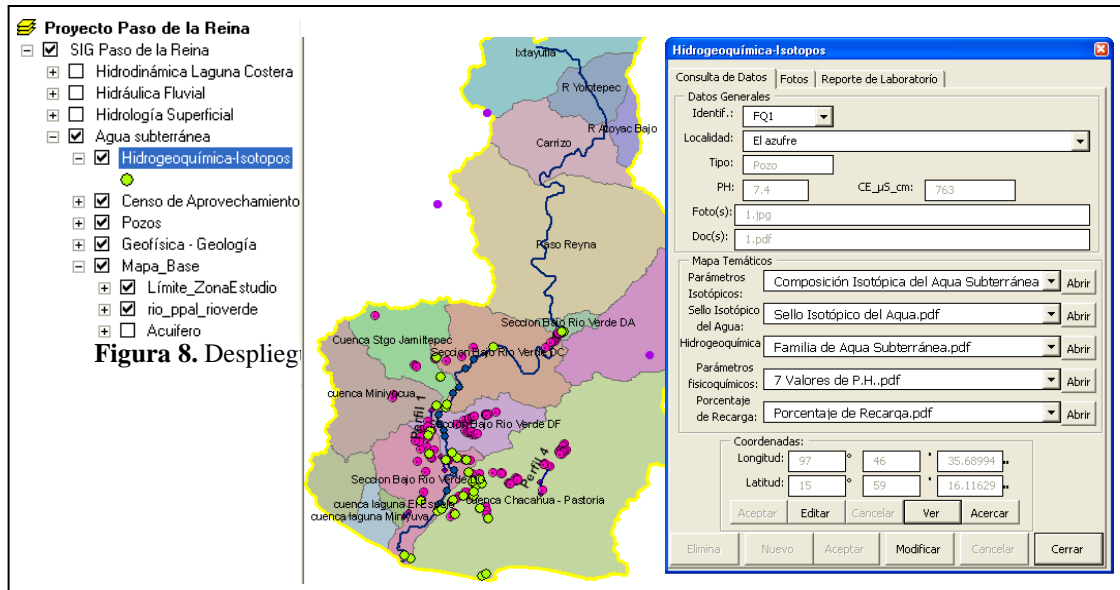 Proyecto Paso de la Reina
SIG Paso de la Reina
Hidrodinámica Laguna Costera
Hidráulica Fluvial
Hidrología Superficial
Agua subterránea
Hidrogeoquímica-Isotopos
Censo de Aprovechamiento
Pozos
Geofísica - Geología
Mapa_Base
Límite_ZonaEstudio
rio_ppal_rioverde
Acuifero
Figura 8. Despliegu
Ixtayutla
R Yolotepec
R Atoyac Bajo
Carrizo
Paso Reyna
Seccion Bajo Rio Verde DA
Cuenca Stgo Jamiltepec
Seccion Bajo Rio Verde DC
cuenca Miniyocua
Perfil 1
Seccion Bajo Rio Verde DF
Perfil 4
Seccion Bajo Rio Verde
cuenca Chacahua - Pastoria
cuenca laguna El
cuenca laguna Miniyuva
Hidrogeoquímica-Isotopos
Consulta de Datos Fotos Reporte de Laboratorío
Datos Generales
Identif.: FQ1
Localidad: El azufre
Tipo: Pozo
PH: 7.4 CE_µS_cm: 763
Foto(s): 1.jpg
Doc(s): 1.pdf
Mapa Temáticos
Parámetros
Isotópicos: Composición Isotópica del Aqua Subterránea Abrir
Sello Isotópico
del Agua: Sello Isotópico del Aqua.pdf Abrir
Hidrogeoquímica Familia de Aqua Subterránea.pdf Abrir
Parámetros
fisicoquímicos: 7 Valores de P.H..pdf Abrir
Porcentaje
de Recarga: Porcentaje de Recarqa.pdf Abrir
Coordenadas:
Longitud: 97 ° 46 ' 35.68994 "
Latitud: 15 ° 59 ' 16.11629 "
Aceptar Editar Cancelar Ver Acercar
Elimina Nuevo Aceptar Modificar Cancelar Cerrar